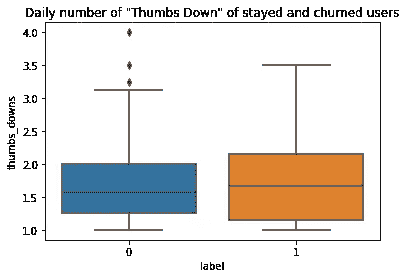 Daily number of "Thumbs Down" of stayed and churned users
4.0
3.5
3.0
2.5
2.0
1.5
1.0
thumbs_downs
0 1
label